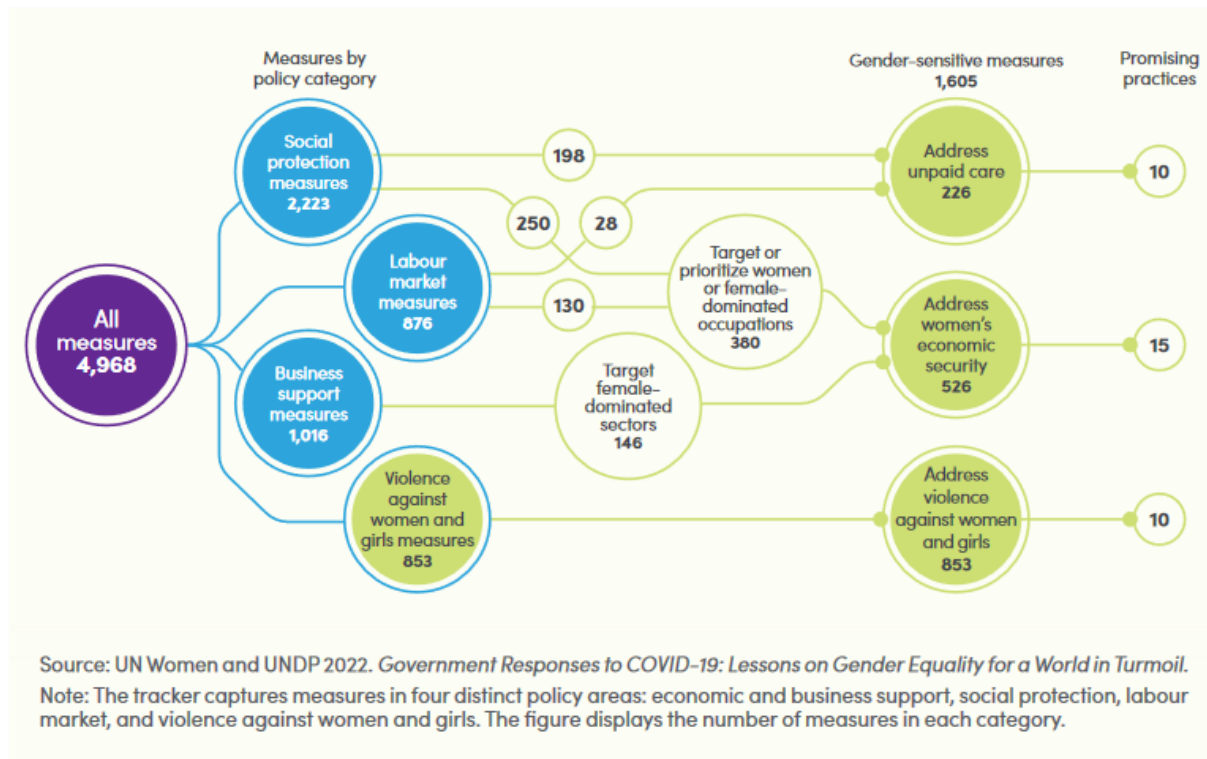 Measures by
policy category
Gender-sensitive measures
1,605
Promising
practices
All
measures
4,968
Social
protection
measures
2,223
Labour
market
measures
876
Business
support
measures
1,016
Violence
against
women and
girls measures
853
198
250
28
130
Target or
prioritize women
or female-
dominated
occupations
380
Target
female-
dominated
sectors
146
Address
unpaid care
226
Address
women's
economic
security
526
Address
violence
against women
and girls
853
10
15
10
Source: UN Women and UNDP 2022. Government Responses to COVID-19: Lessons on Gender Equality for a World in Turmoil.
Note: The tracker captures measures in four distinct policy areas: economic and business support, social protection, labour
market, and violence against women and girls. The figure displays the number of measures in each category.